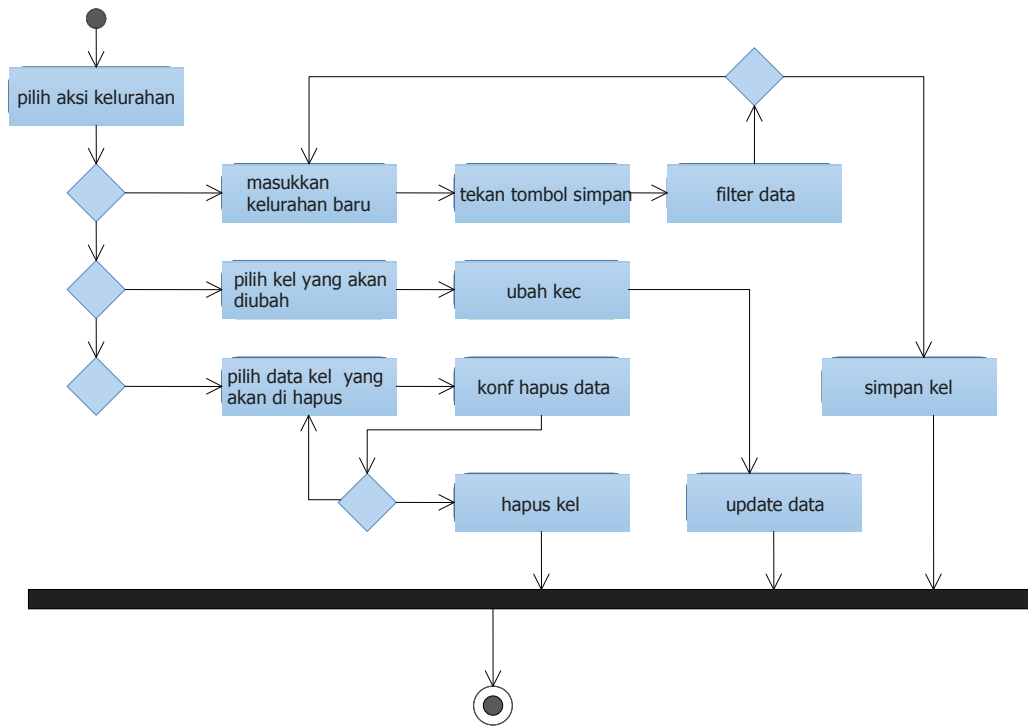 pilih aksi kelurahan
masukkan
kelurahan baru
tekan tombol simpan
filter data
pilih kel yang akan
diubah
ubah kec
pilih data kel yang
akan di hapus
konf hapus data
simpan kel
hapus kel
update data